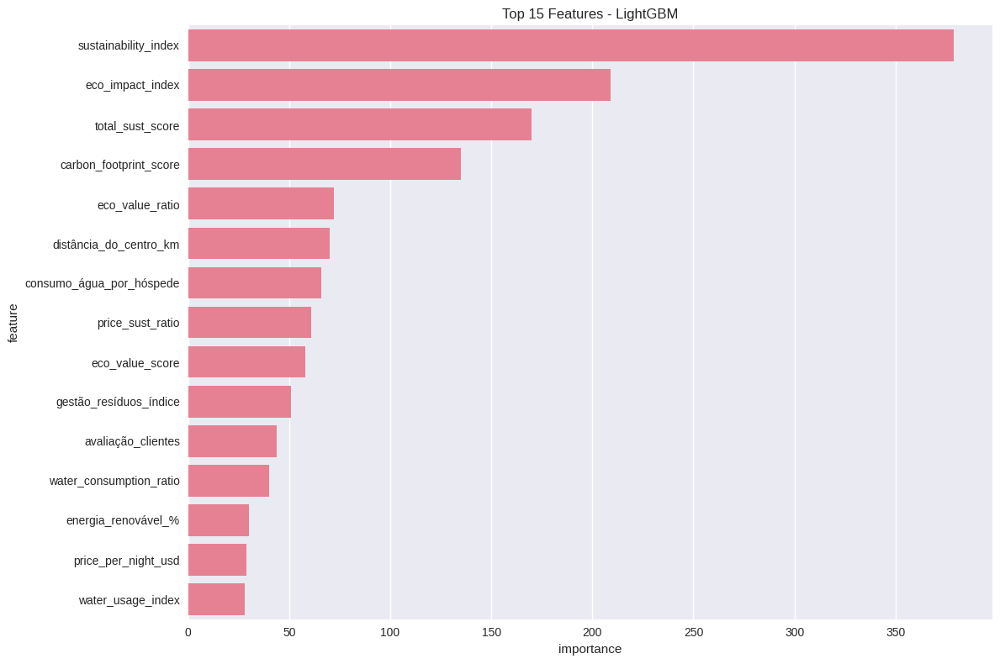 Top 15 Features - LightGBM
sustainability_index
eco_impact_index
total_sust_score
carbon_footprint_score
eco_value_ratio
distância_do_centro_km
consumo_água_por_hóspede
price_sust_ratio
eco_value_score
gestão_resíduos_índice
avaliação_clientes
water_consumption_ratio
energia_renovável_%
price_per_night_usd
water_usage_index
feature
0 50 100 150 200 250 300 350
importance